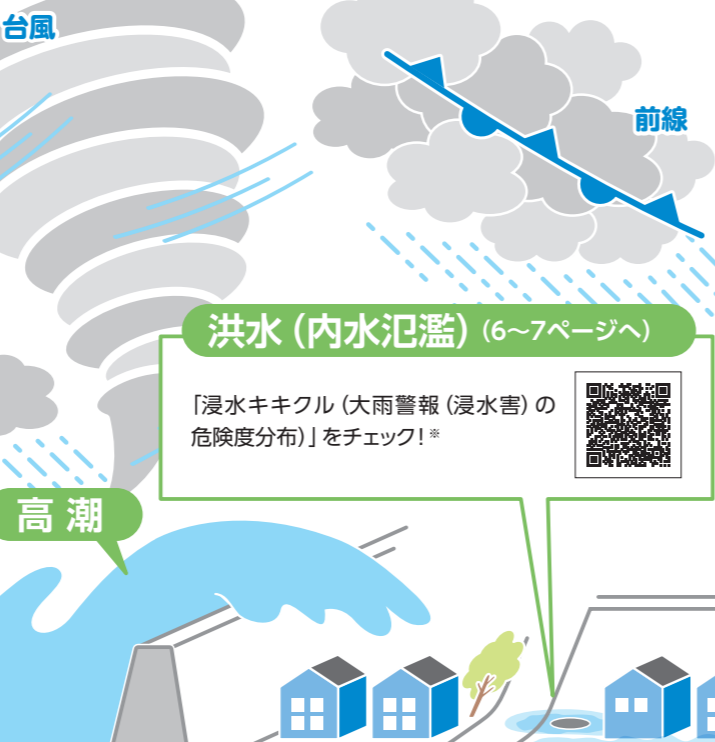 台風
前線
洪水（内水氾濫）（6～7ページへ）
「浸水キキクル（大雨警報（浸水害）の
危険度分布）」をチェック！※
高潮